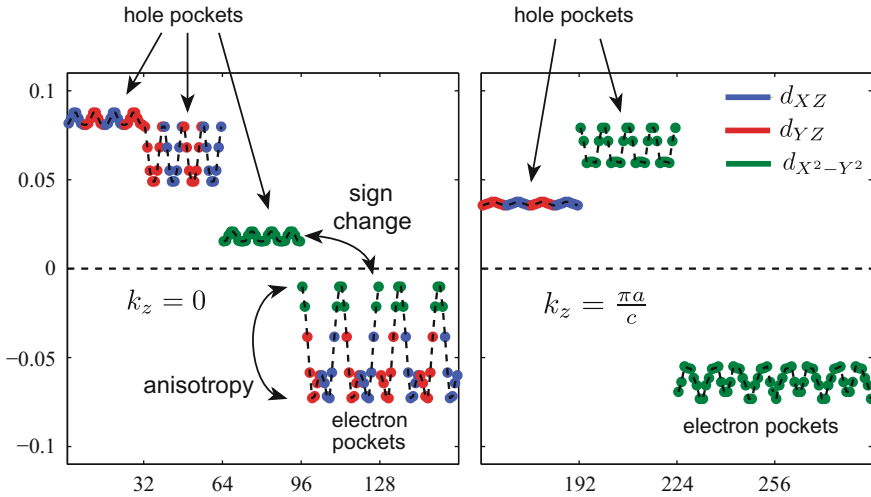 hole pockets
hole pockets
0.1
0.05
0
−0.05
−0.1
sign
change
k_z = 0
anisotropy
electron
pockets
32
64
96
128
d_{XZ}
d_{YZ}
d_{X^2−Y^2}
k_z = \frac{πa}{c}
electron pockets
192
224
256